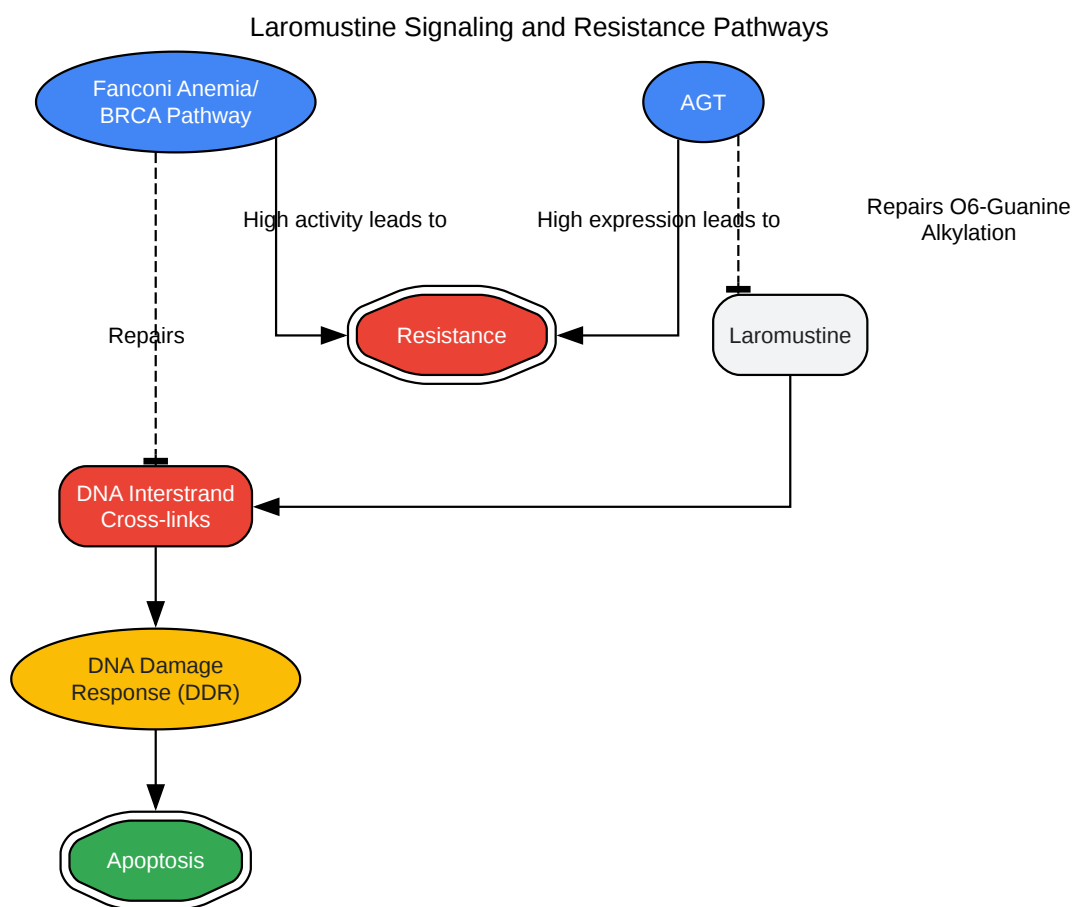 Laromustine Signaling and Resistance Pathways
Fanconi Anemia/
BRCA Pathway
AGT
High activity leads to
High expression leads to
Repairs O6-Guanine
Alkylation
Repairs
Resistance
Laromustine
DNA Interstrand
Cross-links
DNA Damage
Response (DDR)
Apoptosis